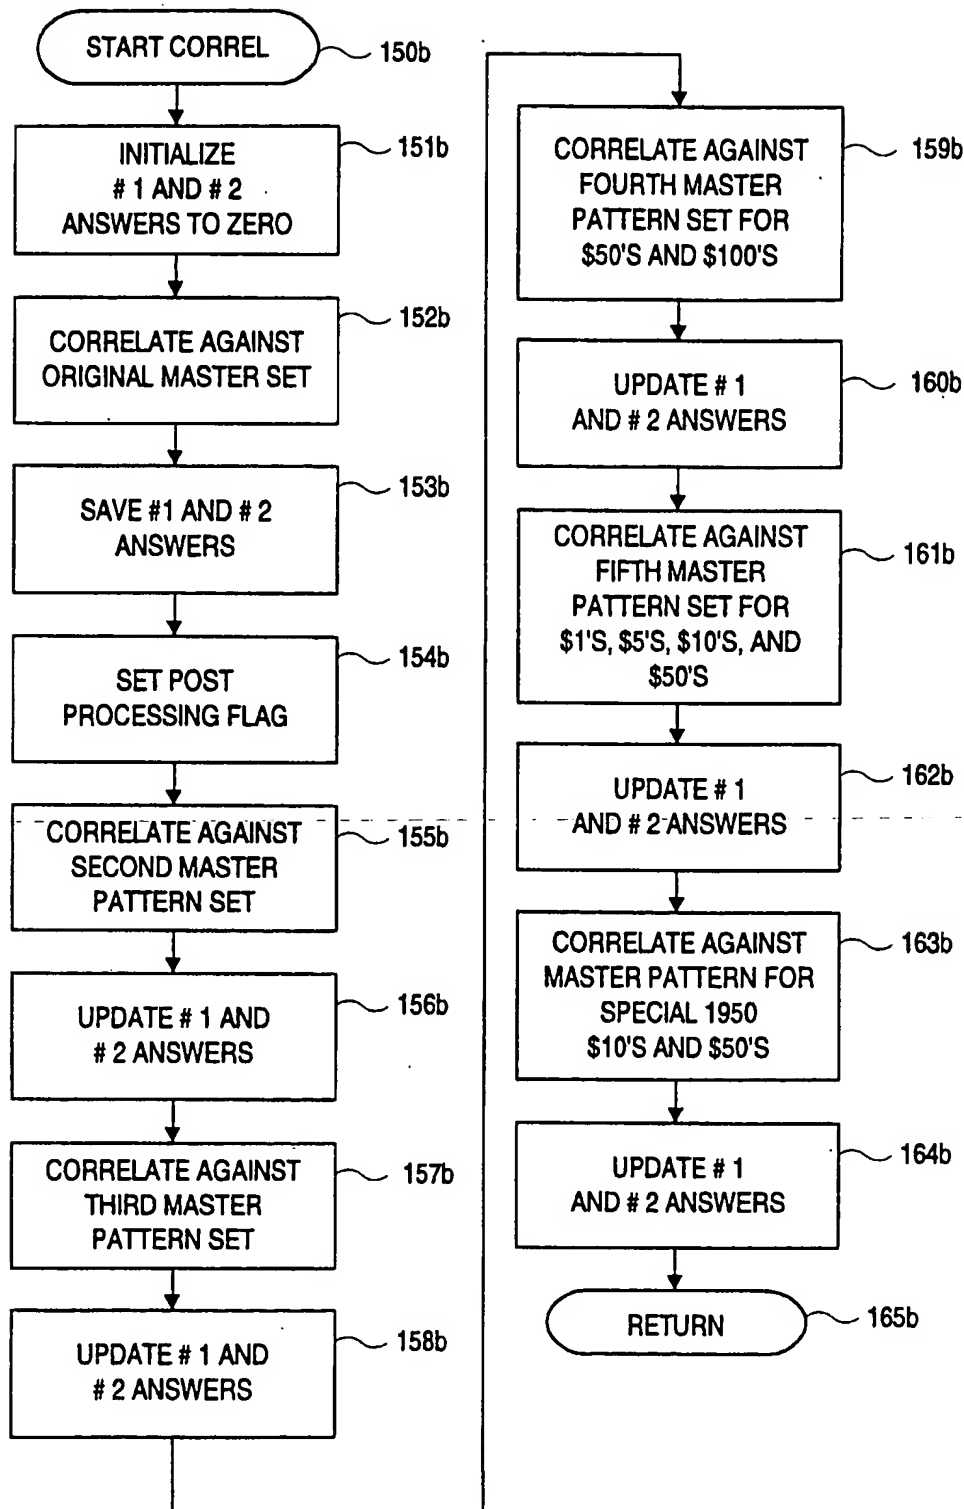 START CORREL
150b
INITIALIZE
# 1 AND # 2
ANSWERS TO ZERO
151b
CORRELATE AGAINST
ORIGINAL MASTER SET
152b
SAVE #1 AND # 2
ANSWERS
153b
SET POST
PROCESSING FLAG
154b
CORRELATE AGAINST
SECOND MASTER
PATTERN SET
155b
UPDATE # 1 AND
# 2 ANSWERS
156b
CORRELATE AGAINST
THIRD MASTER
PATTERN SET
157b
UPDATE # 1 AND
# 2 ANSWERS
158b
CORRELATE AGAINST
FOURTH MASTER
PATTERN SET FOR
$50'S AND $100'S
159b
UPDATE # 1
AND # 2 ANSWERS
160b
CORRELATE AGAINST
FIFTH MASTER
PATTERN SET FOR
$1'S, $5'S, $10'S, AND
$50'S
161b
UPDATE # 1
AND # 2 ANSWERS
162b
CORRELATE AGAINST
MASTER PATTERN FOR
SPECIAL 1950
$10'S AND $50'S
163b
UPDATE # 1
AND # 2 ANSWERS
164b
RETURN
165b